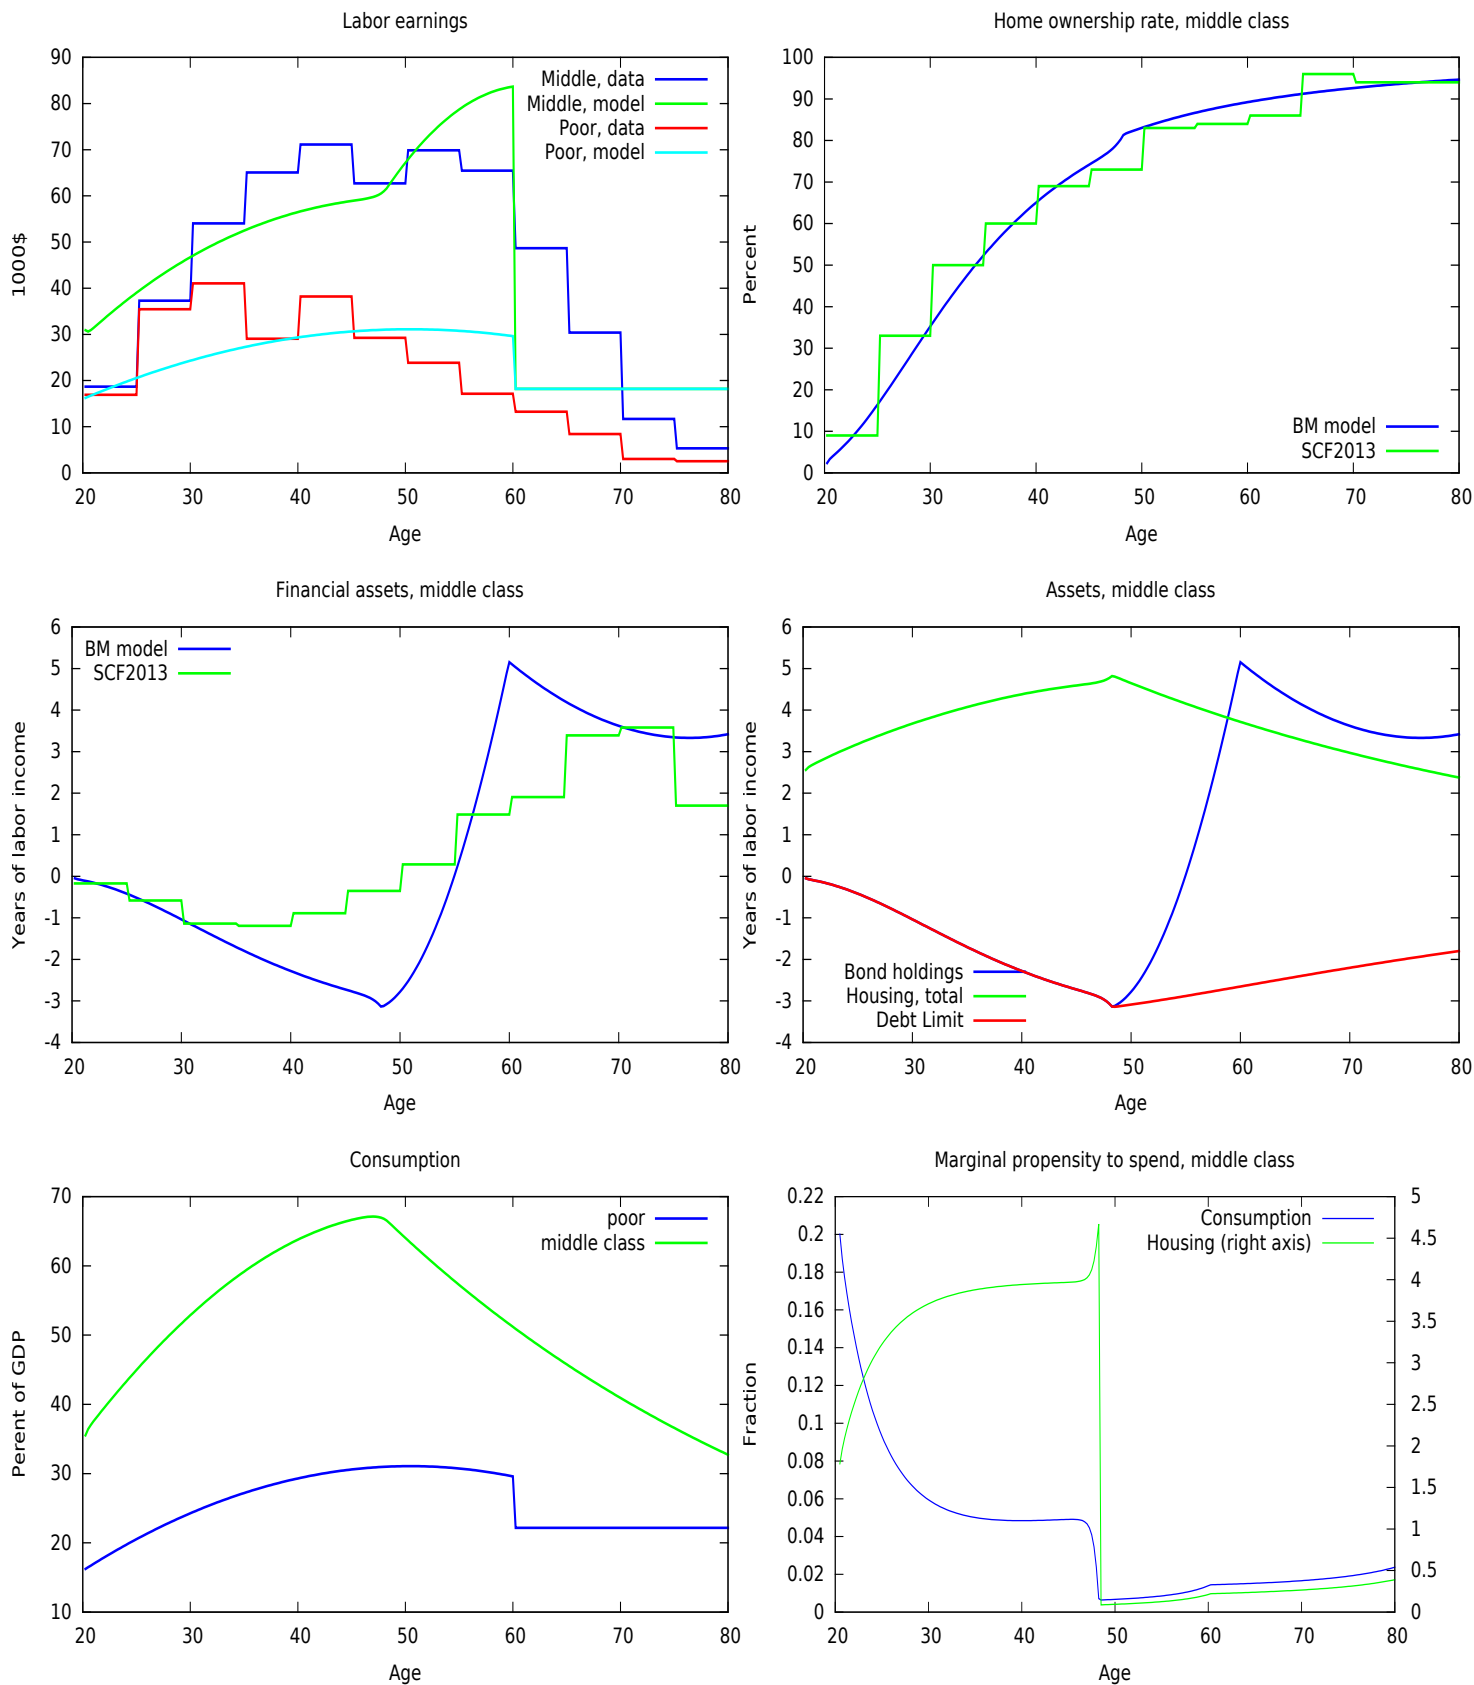 Labor earnings
90
80
70
60
50
40
30
20
10
0
1000$
Middle, data
Middle, model
Poor, data
Poor, model
20 30 40 50 60 70 80
Age
Home ownership rate, middle class
100
90
80
70
60
50
40
30
20
10
0
Percent
BM model
SCF2013
20 30 40 50 60 70 80
Age
Financial assets, middle class
6
5
4
3
2
1
0
-1
-2
-3
-4
Years of labor income
BM model
SCF2013
20 30 40 50 60 70 80
Age
Assets, middle class
6
5
4
3
2
1
0
-1
-2
-3
-4
Years of labor income
Bond holdings
Housing, total
Debt Limit
20 30 40 50 60 70 80
Age
Consumption
70
60
50
40
30
20
10
Perent of GDP
poor
middle class
20 30 40 50 60 70 80
Age
Marginal propensity to spend, middle class
0.22
0.2
0.18
0.16
0.14
0.12
0.1
0.08
0.06
0.04
0.02
0
Fraction
Consumption
Housing (right axis)
5
4.5
4
3.5
3
2.5
2
1.5
1
0.5
0
20 30 40 50 60 70 80
Age